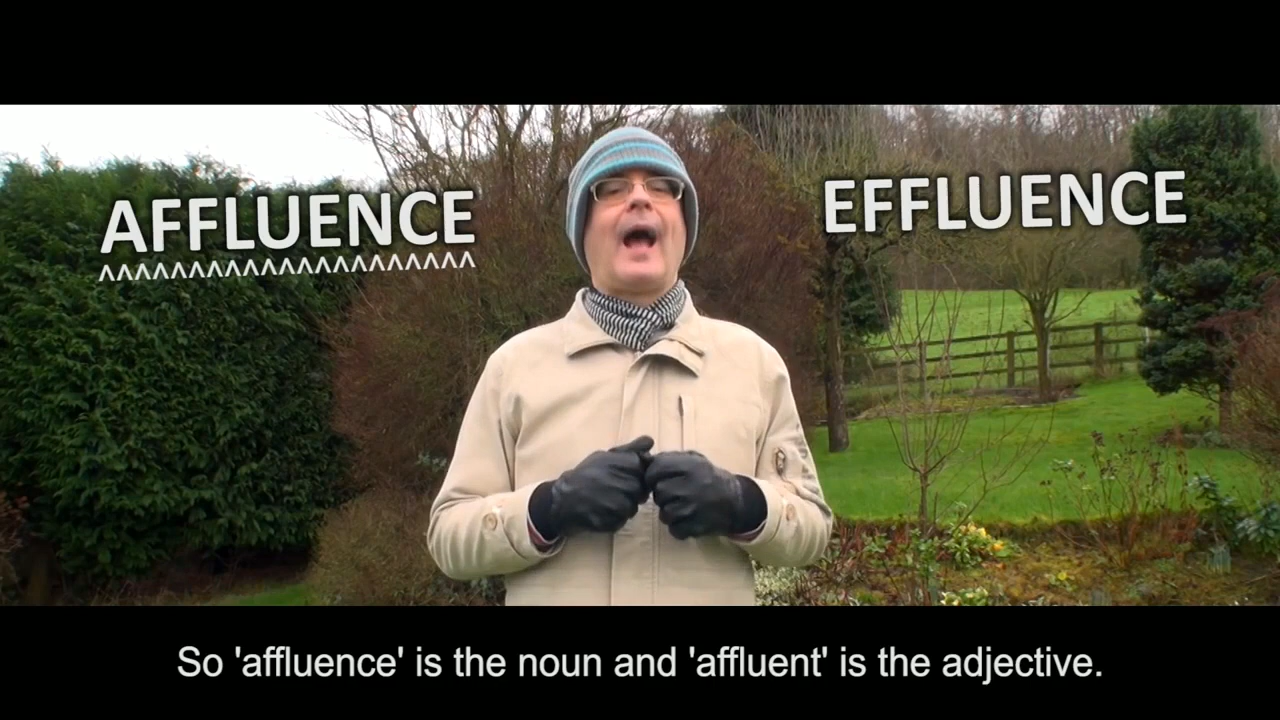 AFFLUENCE
^^^^^^^^^^^^^^^^^^^^
EFFLUENCE
So 'affluence' is the noun and 'affluent' is the adjective.